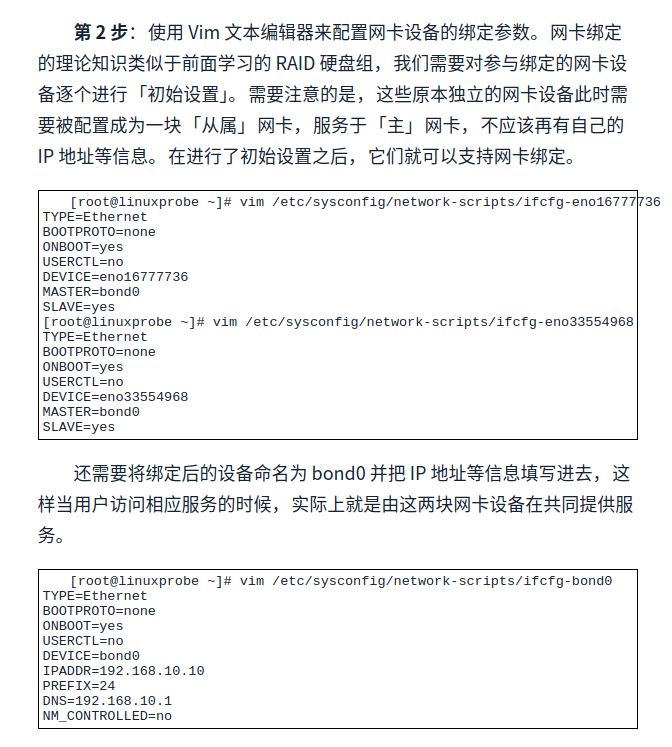 第 2 步：使用 Vim 文本编辑器来配置网卡设备的绑定参数。网卡绑定
的理论知识类似于前面学习的 RAID 硬盘组，我们需要对参与绑定的网卡设
备逐个进行「初始设置」。需要注意的是，这些原本独立的网卡设备此时需
要被配置成为一块「从属」网卡，服务于「主」网卡，不应该再有自己的
IP 地址等信息。在进行了初始设置之后，它们就可以支持网卡绑定。
[root@linuxprobe ~]# vim /etc/sysconfig/network-scripts/ifcfg-eno16777736
TYPE=Ethernet
BOOTPROTO=none
ONBOOT=yes
USERCTL=no
DEVICE=eno16777736
MASTER=bond0
SLAVE=yes
[root@linuxprobe ~]# vim /etc/sysconfig/network-scripts/ifcfg-eno33554968
TYPE=Ethernet
BOOTPROTO=none
ONBOOT=yes
USERCTL=no
DEVICE=eno33554968
MASTER=bond0
SLAVE=yes
还需要将绑定后的设备命名为 bond0 并把 IP 地址等信息填写进去，这
样当用户访问相应服务的时候，实际上就是由这两块网卡设备在共同提供服
务。
[root@linuxprobe ~]# vim /etc/sysconfig/network-scripts/ifcfg-bond0
TYPE=Ethernet
BOOTPROTO=none
ONBOOT=yes
USERCTL=no
DEVICE=bond0
IPADDR=192.168.10.10
PREFIX=24
DNS=192.168.10.1
NM_CONTROLLED=no